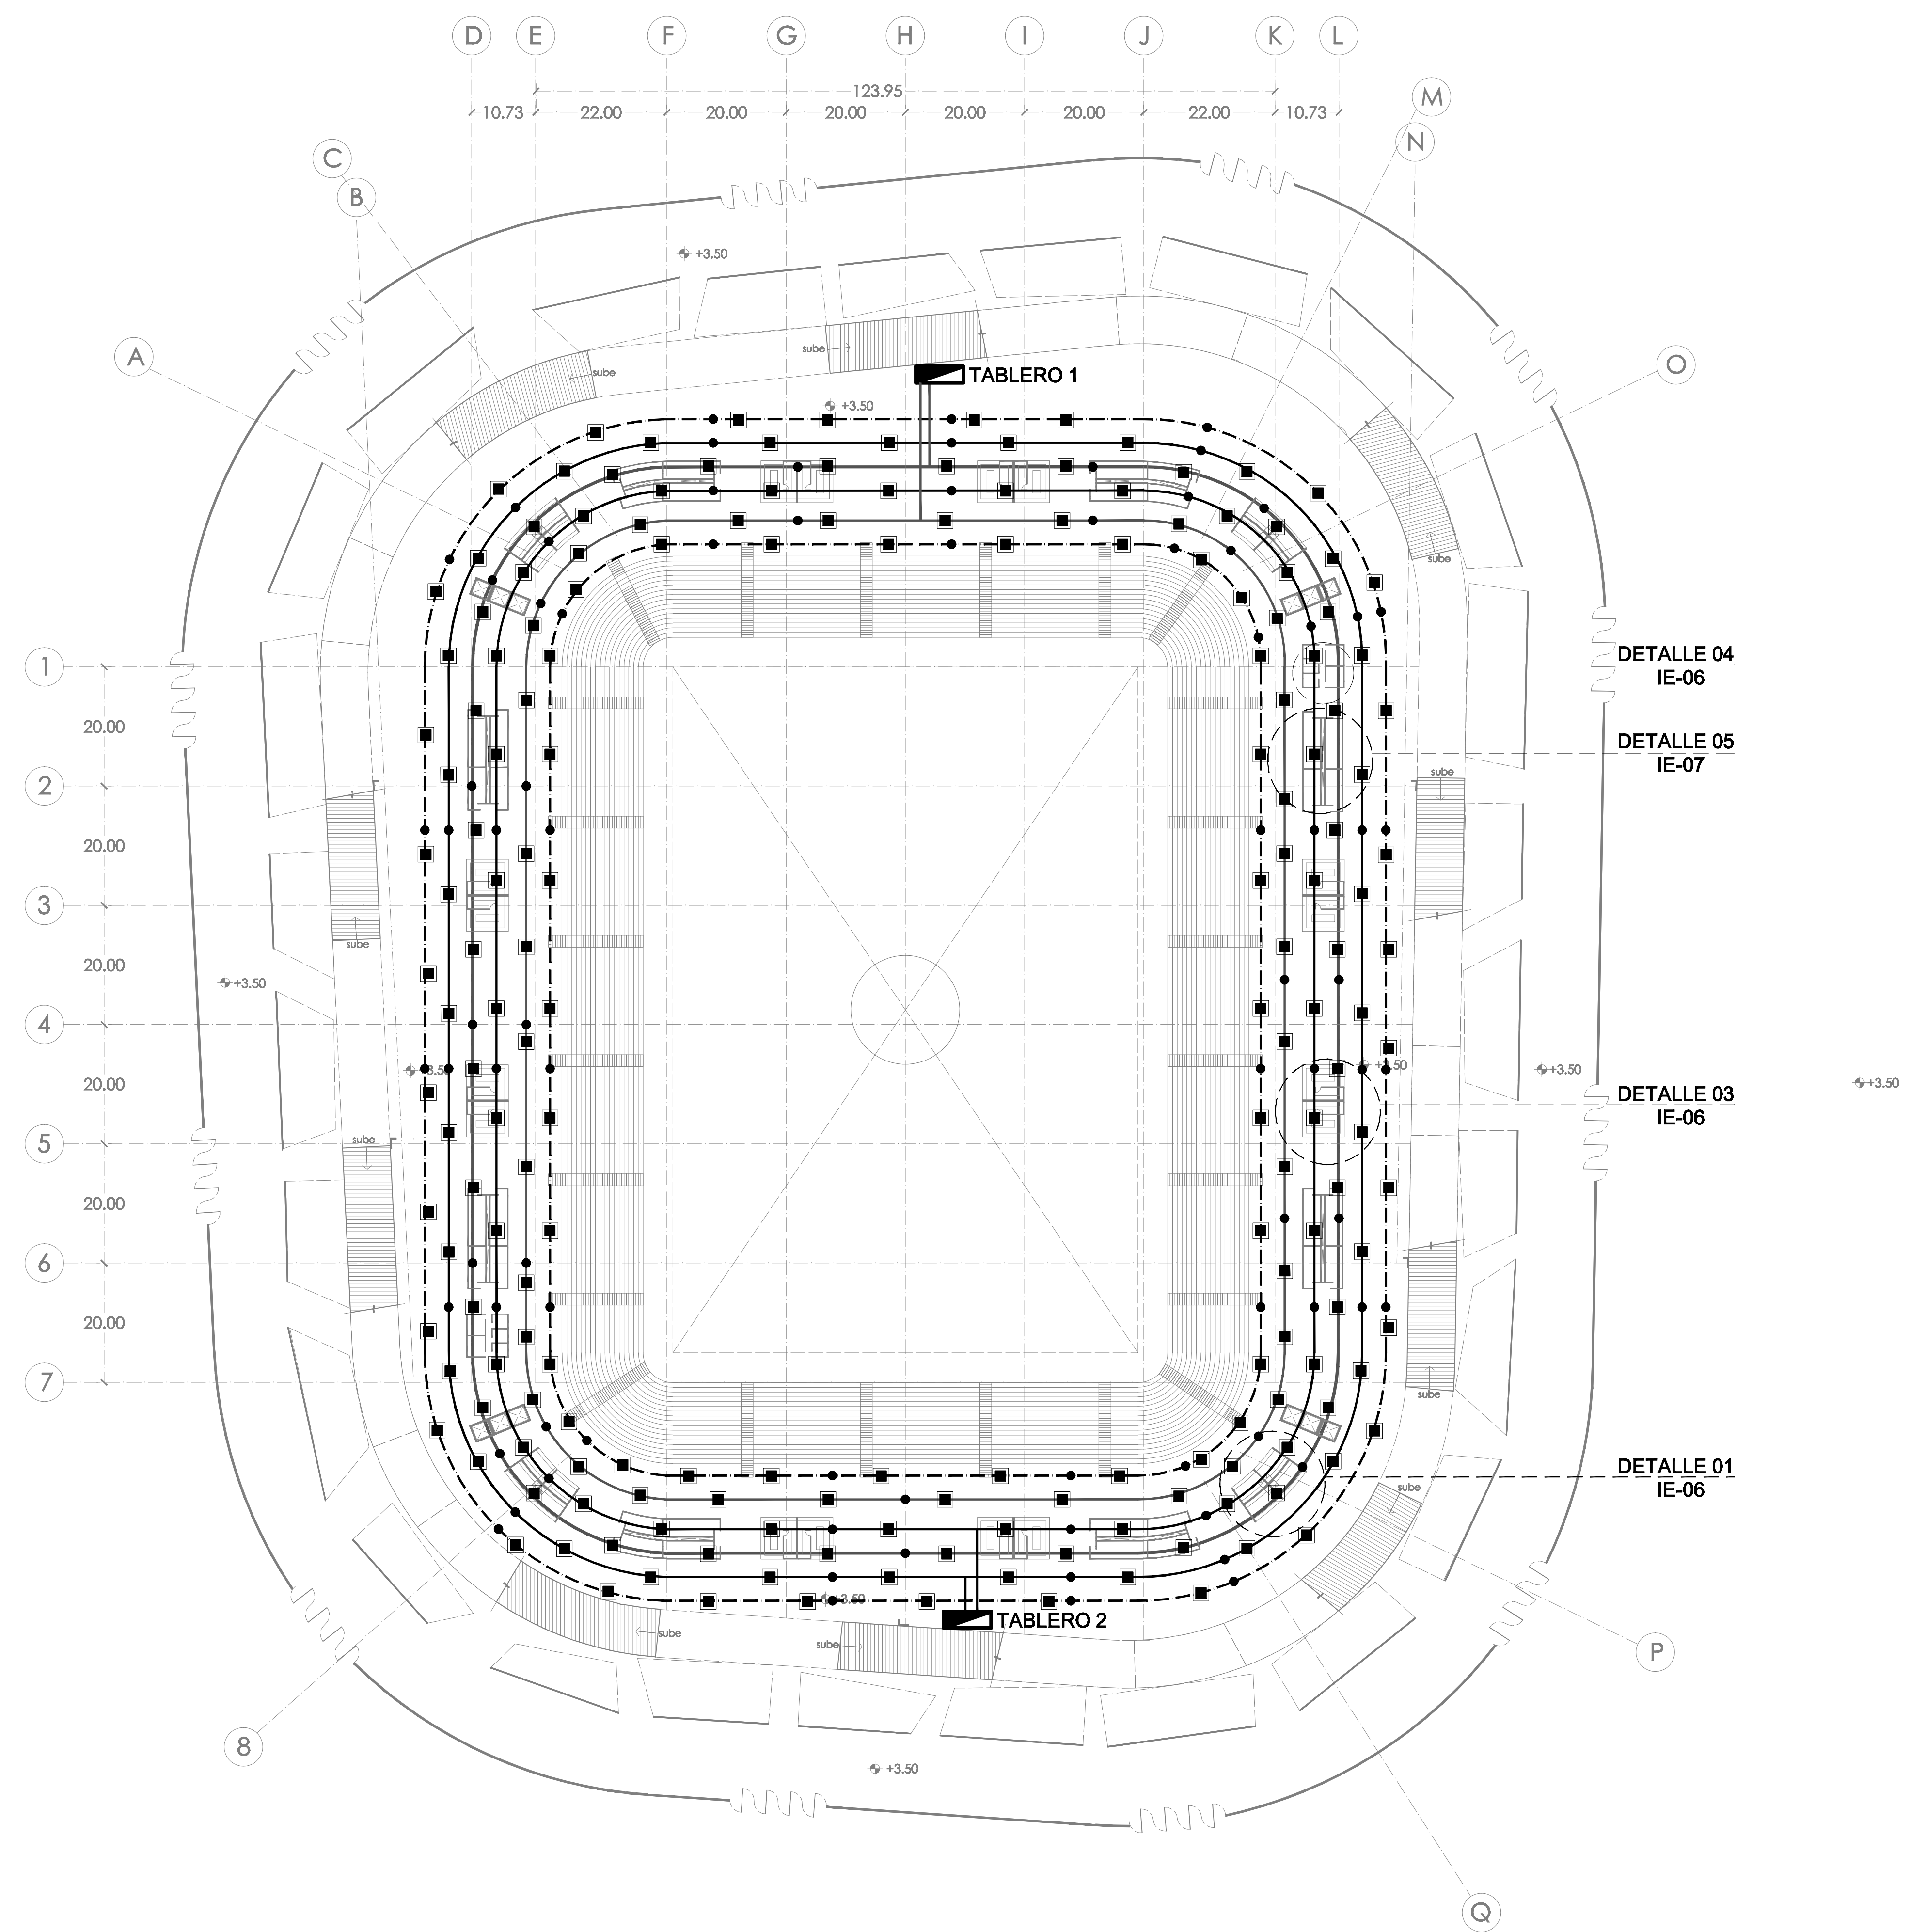 D E F G H I J K L
123.95
10.73 22.00 20.00 20.00 20.00 20.00 22.00 10.73
M
N
C
B
A
O
+3.50
sube
sube
TABLERO 1
+3.50
sube
1
DETALLE 04
IE-06
20.00
DETALLE 05
IE-07
2
sube
20.00
3
sube
20.00
+3.50
4
+3.50
+3.50
+3.50
+3.50
20.00
DETALLE 03
IE-06
5
sube
20.00
6
20.00
7
sube
DETALLE 01
IE-06
sube
+3.50
TABLERO 2
sube
sube
P
8
+3.50
Q